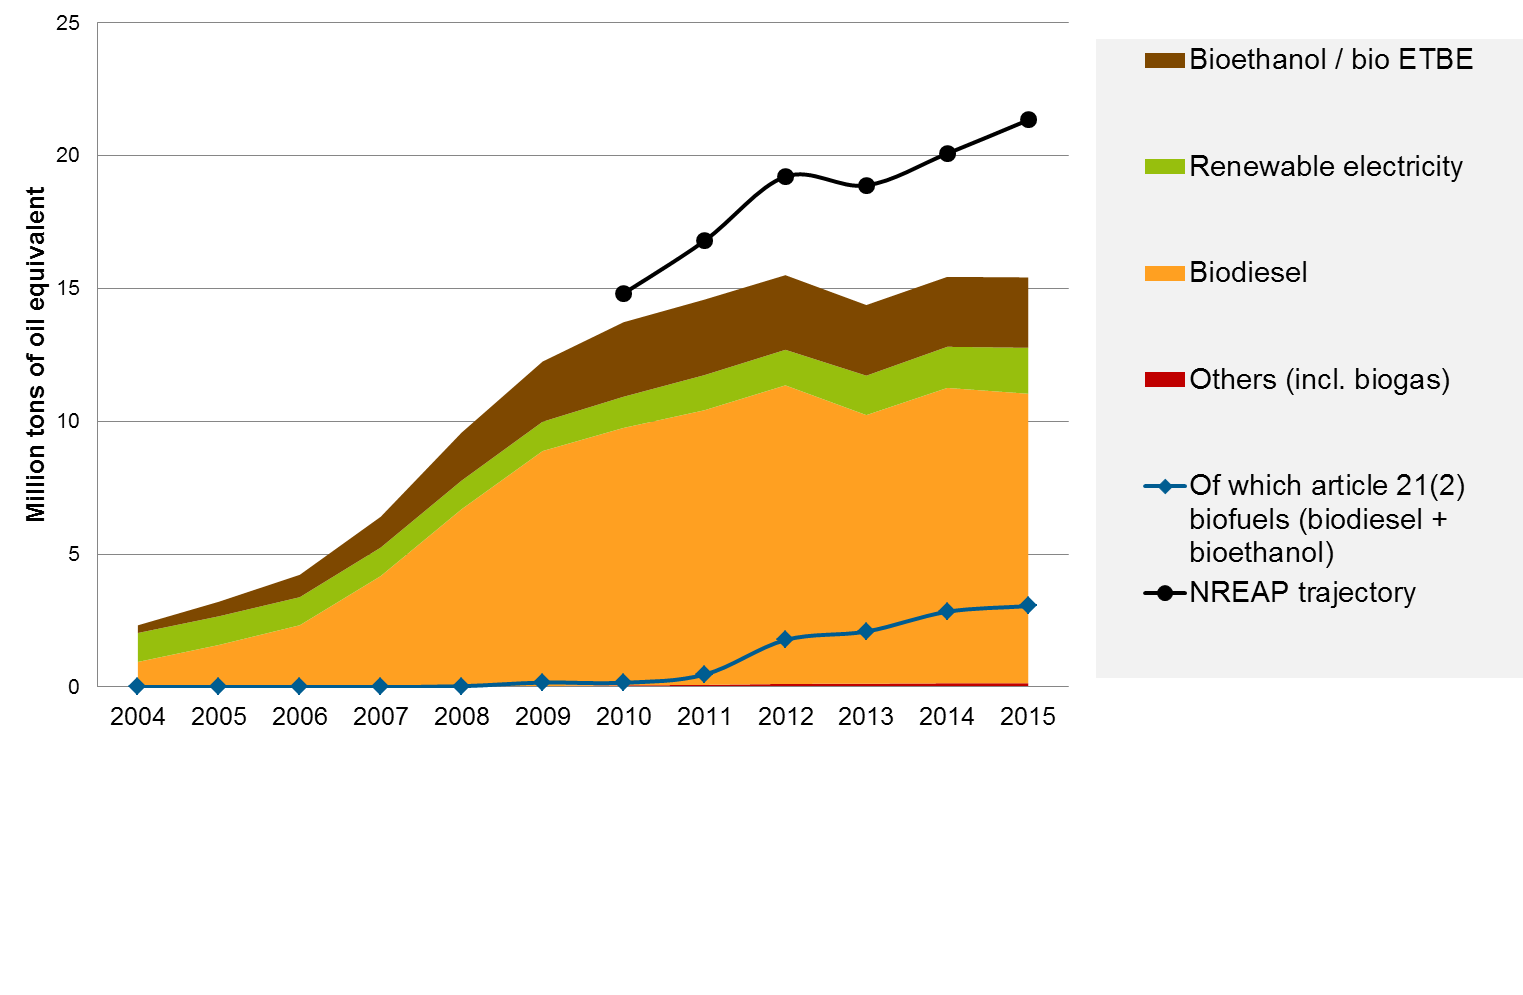 25
20
15
10
5
0
Million tons of oil equivalent
2004 2005 2006 2007 2008 2009 2010 2011 2012 2013 2014 2015
Bioethanol / bio ETBE
Renewable electricity
Biodiesel
Others (incl. biogas)
Of which article 21(2)
biofuels (biodiesel +
bioethanol)
NREAP trajectory